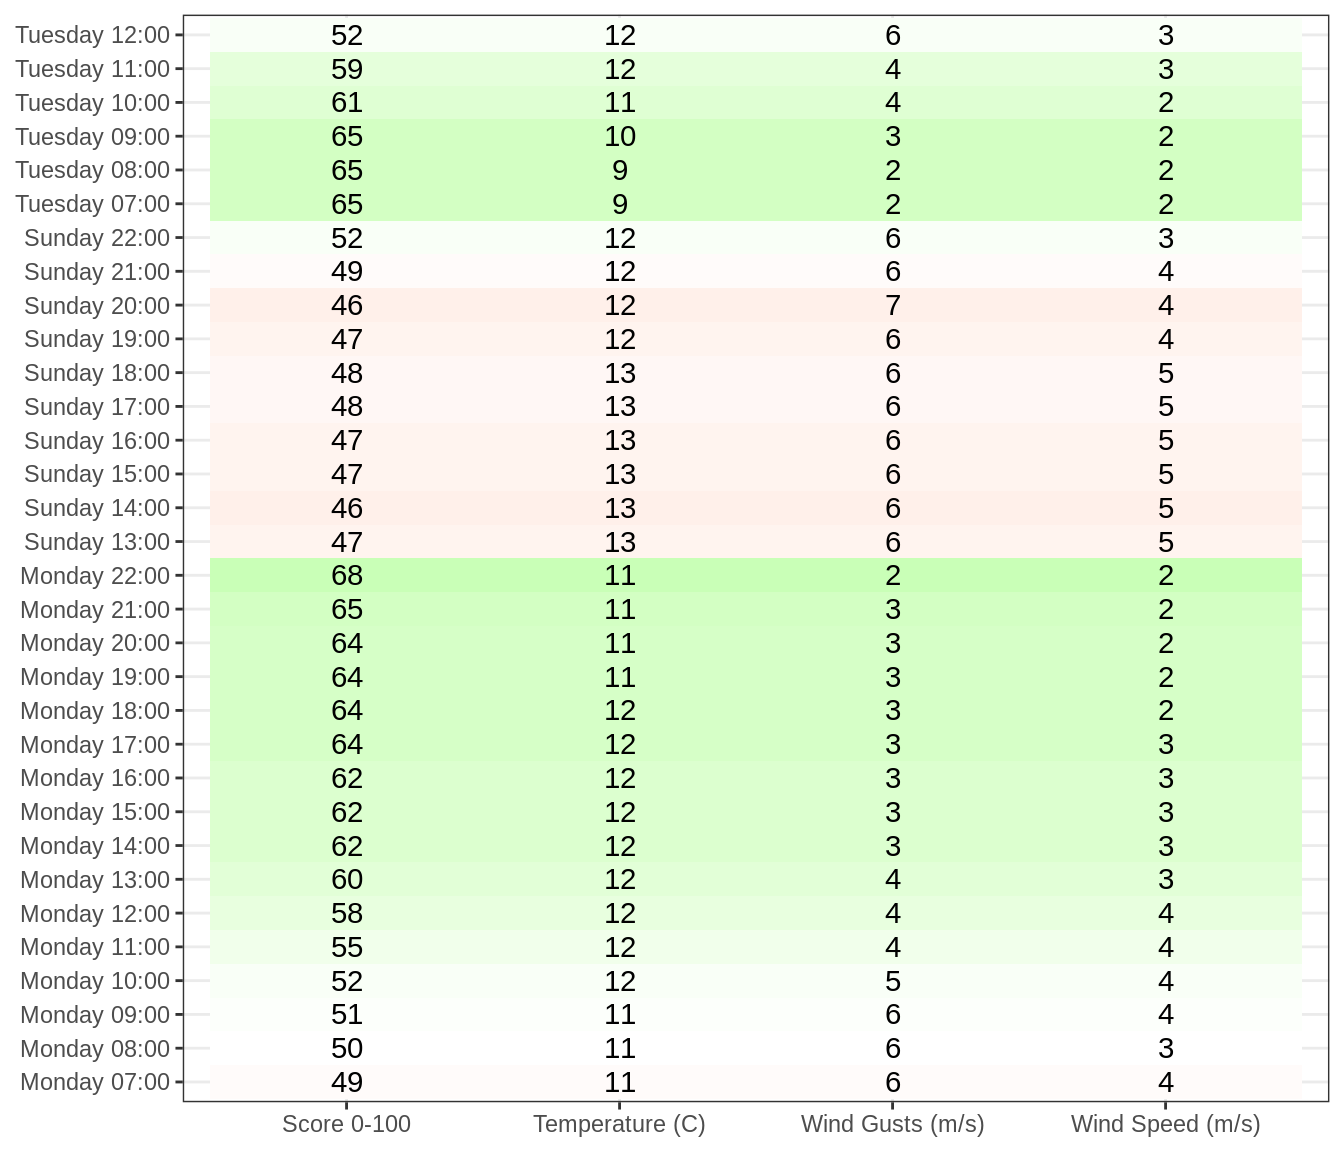 Tuesday 12:00 52 12 6 3
Tuesday 11:00 59 12 4 3
Tuesday 10:00 61 11 4 2
Tuesday 09:00 65 10 3 2
Tuesday 08:00 65 9 2 2
Tuesday 07:00 65 9 2 2
Sunday 22:00 52 12 6 3
Sunday 21:00 49 12 6 4
Sunday 20:00 46 12 7 4
Sunday 19:00 47 12 6 4
Sunday 18:00 48 13 6 5
Sunday 17:00 48 13 6 5
Sunday 16:00 47 13 6 5
Sunday 15:00 47 13 6 5
Sunday 14:00 46 13 6 5
Sunday 13:00 47 13 6 5
Monday 22:00 68 11 2 2
Monday 21:00 65 11 3 2
Monday 20:00 64 11 3 2
Monday 19:00 64 11 3 2
Monday 18:00 64 12 3 2
Monday 17:00 64 12 3 3
Monday 16:00 62 12 3 3
Monday 15:00 62 12 3 3
Monday 14:00 62 12 3 3
Monday 13:00 60 12 4 3
Monday 12:00 58 12 4 4
Monday 11:00 55 12 4 4
Monday 10:00 52 12 5 4
Monday 09:00 51 11 6 4
Monday 08:00 50 11 6 3
Monday 07:00 49 11 6 4
Score 0-100 Temperature (C) Wind Gusts (m/s) Wind Speed (m/s)